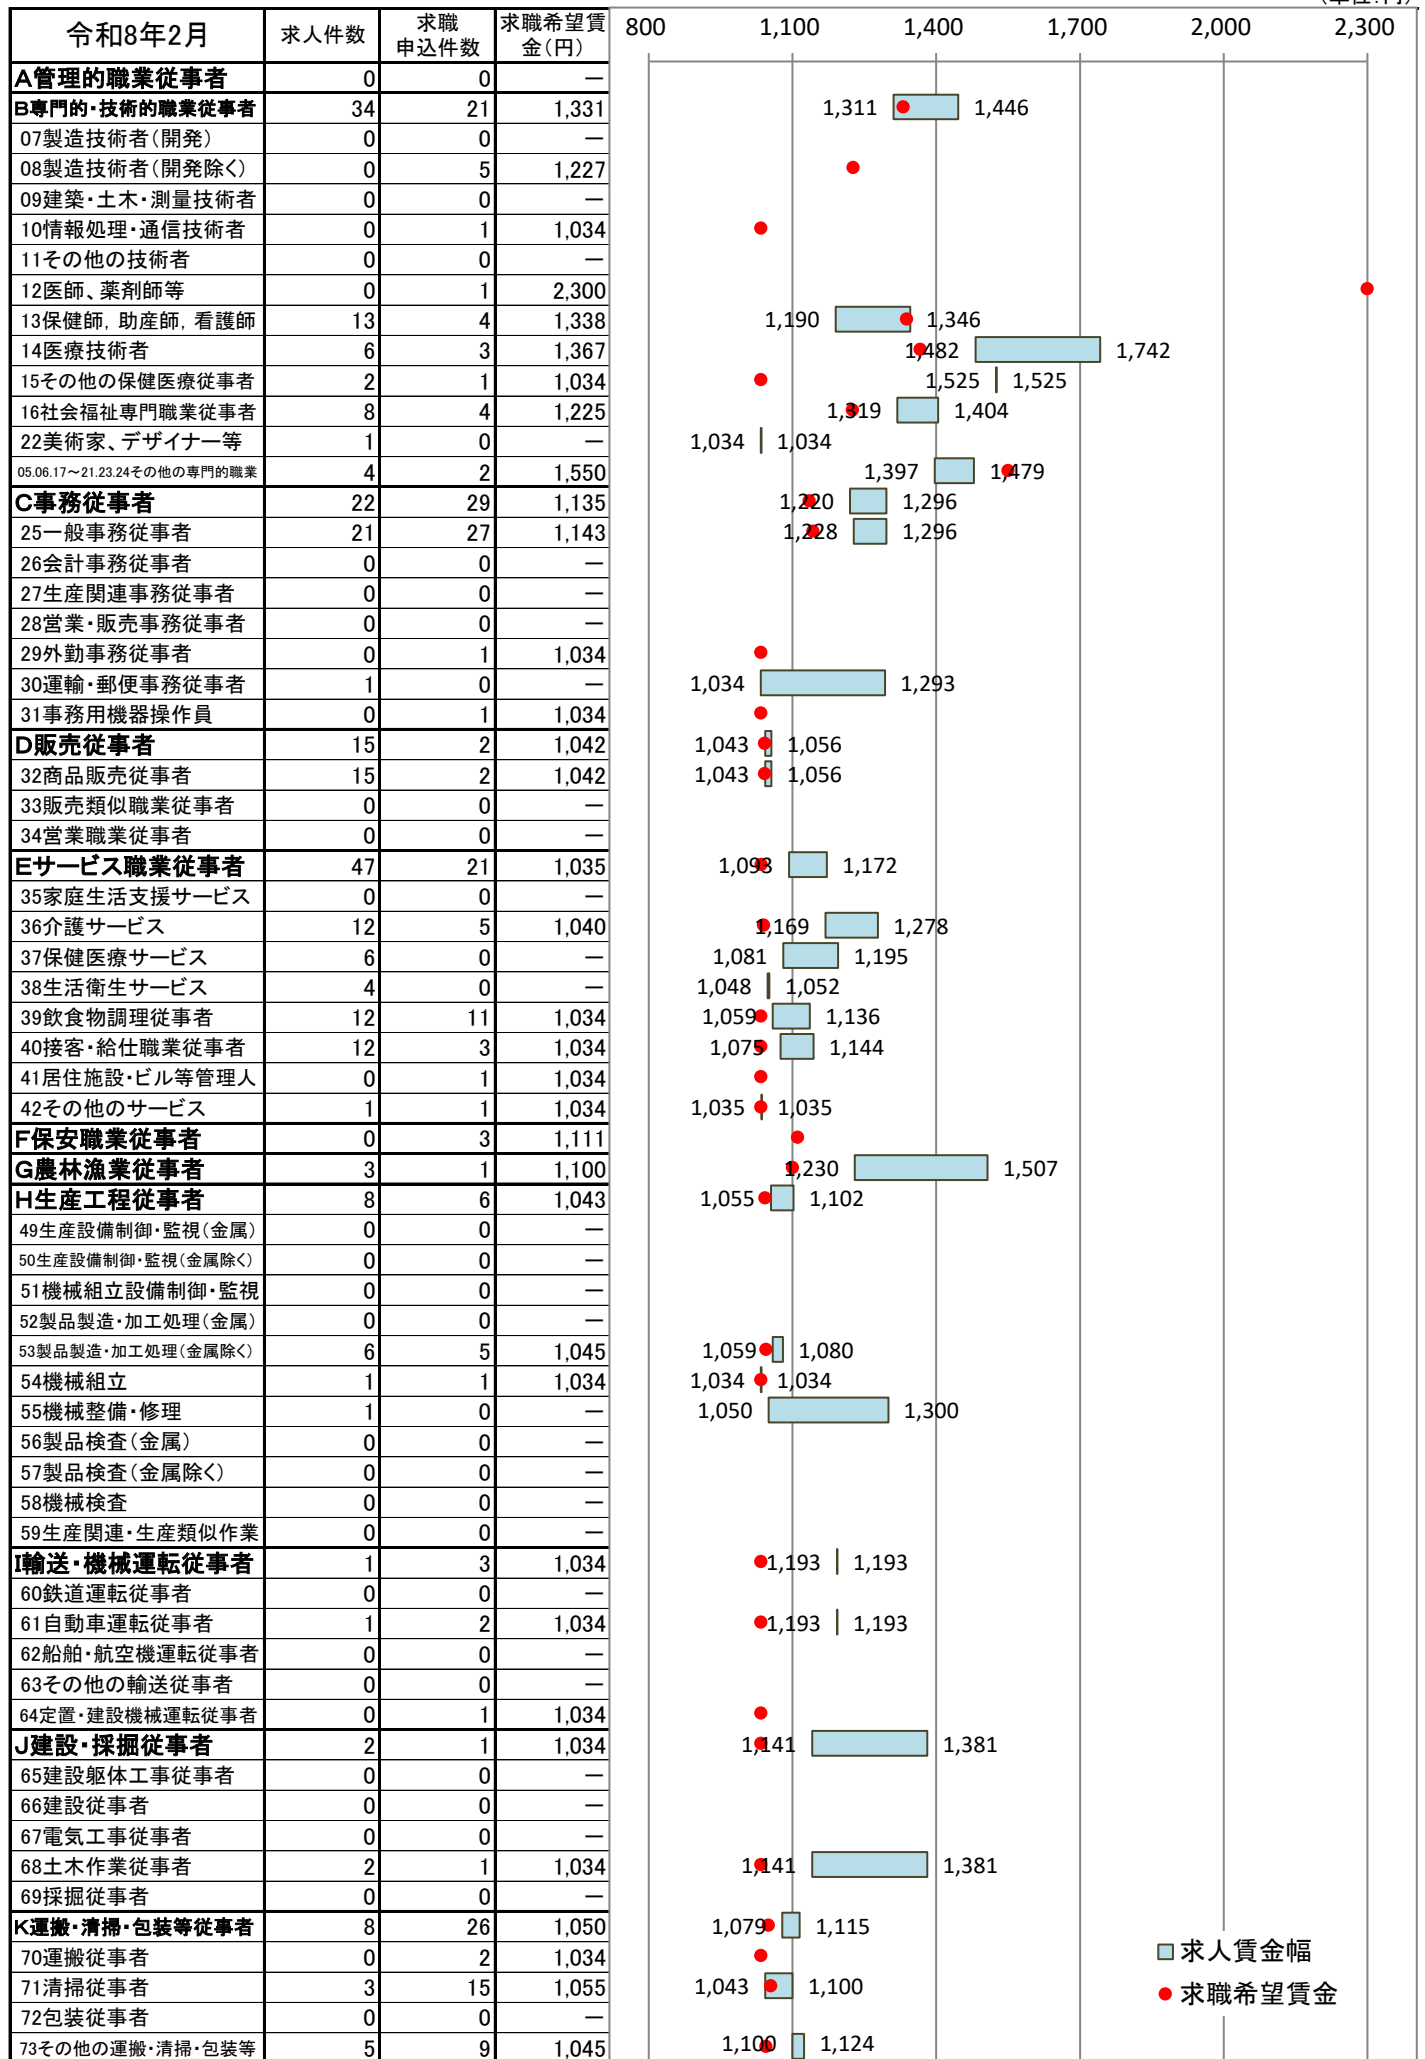 (単位:円)
令和8年2月 求人件数 求職申込件数 求職希望賃金(円) 800 1,100 1,400 1,700 2,000 2,300
A管理的職業従事者 0 0 —
B専門的・技術的職業従事者 34 21 1,331 1,311 1,446
07製造技術者(開発) 0 0 —
08製造技術者(開発除く) 0 5 1,227
09建築・土木・測量技術者 0 0 —
10情報処理・通信技術者 0 1 1,034
11その他の技術者 0 0 —
12医師、薬剤師等 0 1 2,300
13保健師,助産師,看護師 13 4 1,338 1,190 1,346
14医療技術者 6 3 1,367 1,482 1,742
15その他の保健医療従事者 2 1 1,034 1,525 1,525
16社会福祉専門職業従事者 8 4 1,225 1,319 1,404
22美術家、デザイナー等 1 0 — 1,034 1,034
05.06.17～21.23.24その他の専門的職業 4 2 1,550 1,397 1,479
C事務従事者 22 29 1,135 1,220 1,296
25一般事務従事者 21 27 1,143 1,228 1,296
26会計事務従事者 0 0 —
27生産関連事務従事者 0 0 —
28営業・販売事務従事者 0 0 —
29外勤事務従事者 0 1 1,034
30運輸・郵便事務従事者 1 0 — 1,034 1,293
31事務用機器操作員 0 1 1,034
D販売従事者 15 2 1,042 1,043 1,056
32商品販売従事者 15 2 1,042 1,043 1,056
33販売類似職業従事者 0 0 —
34営業職業従事者 0 0 —
Eサービス職業従事者 47 21 1,035 1,093 1,172
35家庭生活支援サービス 0 0 —
36介護サービス 12 5 1,040 1,169 1,278
37保健医療サービス 6 0 — 1,081 1,195
38生活衛生サービス 4 0 — 1,048 1,052
39飲食物調理従事者 12 11 1,034 1,059 1,136
40接客・給仕職業従事者 12 3 1,034 1,075 1,144
41居住施設・ビル等管理人 0 1 1,034
42その他のサービス 1 1 1,034 1,035 1,035
F保安職業従事者 0 3 1,111
G農林漁業従事者 3 1 1,100 1,230 1,507
H生産工程従事者 8 6 1,043 1,055 1,102
49生産設備制御・監視(金属) 0 0 —
50生産設備制御・監視(金属除く) 0 0 —
51機械組立設備制御・監視 0 0 —
52製品製造・加工処理(金属) 0 0 —
53製品製造・加工処理(金属除く) 6 5 1,045 1,059 1,080
54機械組立 1 1 1,034 1,034 1,034
55機械整備・修理 1 0 — 1,050 1,300
56製品検査(金属) 0 0 —
57製品検査(金属除く) 0 0 —
58機械検査 0 0 —
59生産関連・生産類似作業 0 0 —
I輸送・機械運転従事者 1 3 1,034 1,193 1,193
60鉄道運転従事者 0 0 —
61自動車運転従事者 1 2 1,034 1,193 1,193
62船舶・航空機運転従事者 0 0 —
63その他の輸送従事者 0 0 —
64定置・建設機械運転従事者 0 1 1,034
J建設・採掘従事者 2 1 1,034 1,141 1,381
65建設躯体工事従事者 0 0 —
66建設従事者 0 0 —
67電気工事従事者 0 0 —
68土木作業従事者 2 1 1,034 1,141 1,381
69採掘従事者 0 0 —
K運搬・清掃・包装等従事者 8 26 1,050 1,079 1,115
70運搬従事者 0 2 1,034
71清掃従事者 3 15 1,055 1,043 1,100
72包装従事者 0 0 —
73その他の運搬・清掃・包装等 5 9 1,045 1,100 1,124
求人賃金幅
求職希望賃金